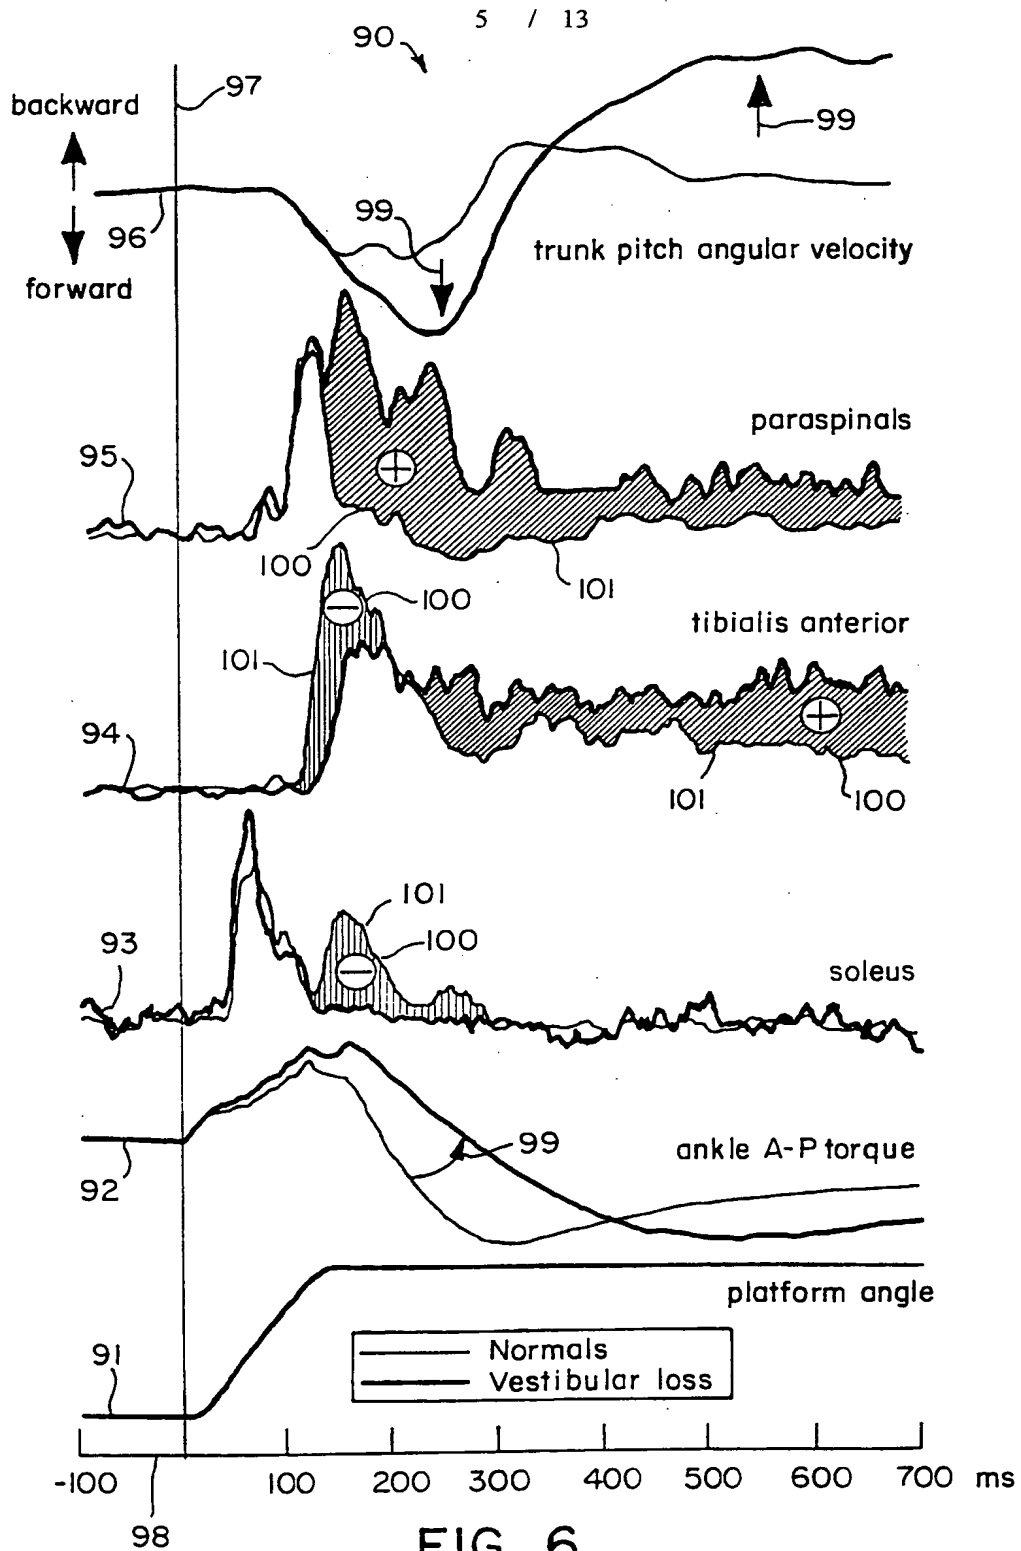 5 / 13
90
97
backward
99
96
99
trunk pitch angular velocity
forward
paraspinals
95
+
100
101
100
−
tibialis anterior
101
94
+
101
100
101
93
100
soleus
−
99
ankle A-P torque
92
platform angle
91
Normals
Vestibular loss
-100 100 200 300 400 500 600 700 ms
98
FIG. 6